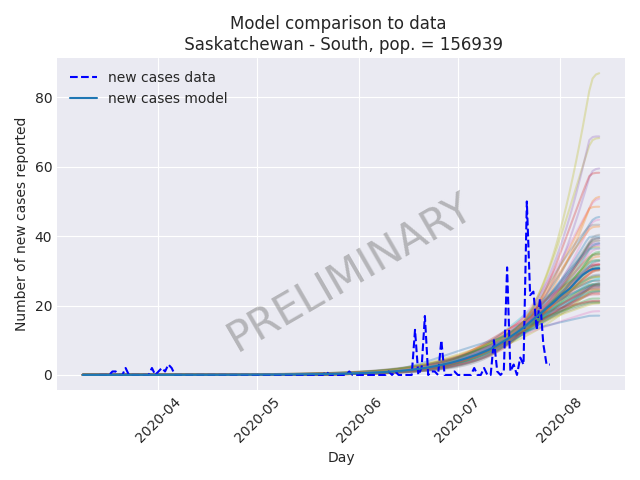 Model comparison to data
Saskatchewan - South, pop. = 156939
new cases data
new cases model
Number of new cases reported
80
60
40
20
0
PRELIMINARY
2020-04
2020-05
2020-06
2020-07
2020-08
Day